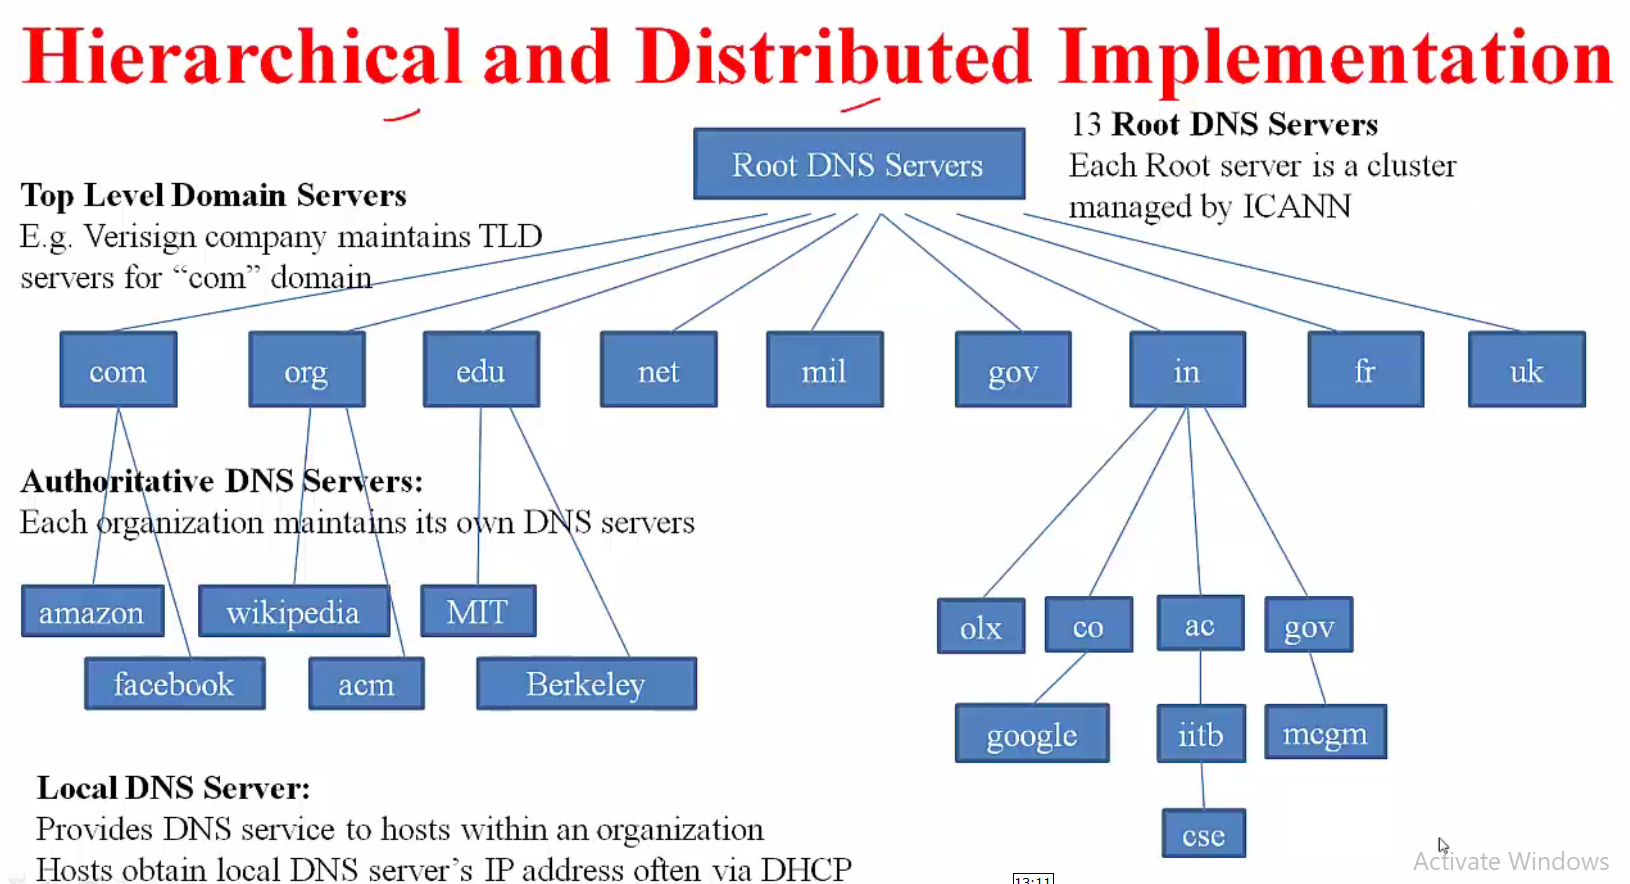 Hierarchical and Distributed Implementation
13 Root DNS Servers
Each Root server is a cluster
managed by ICANN
Root DNS Servers
Top Level Domain Servers
E.g. Verisign company maintains TLD
servers for “com” domain
com
org
edu
net
mil
gov
in
fr
uk
Authoritative DNS Servers:
Each organization maintains its own DNS servers
amazon
wikipedia
MIT
facebook
acm
Berkeley
olx
co
ac
gov
google
iitb
mcgm
cse
Local DNS Server:
Provides DNS service to hosts within an organization
Hosts obtain local DNS server’s IP address often via DHCP
Activate Windows
13:11